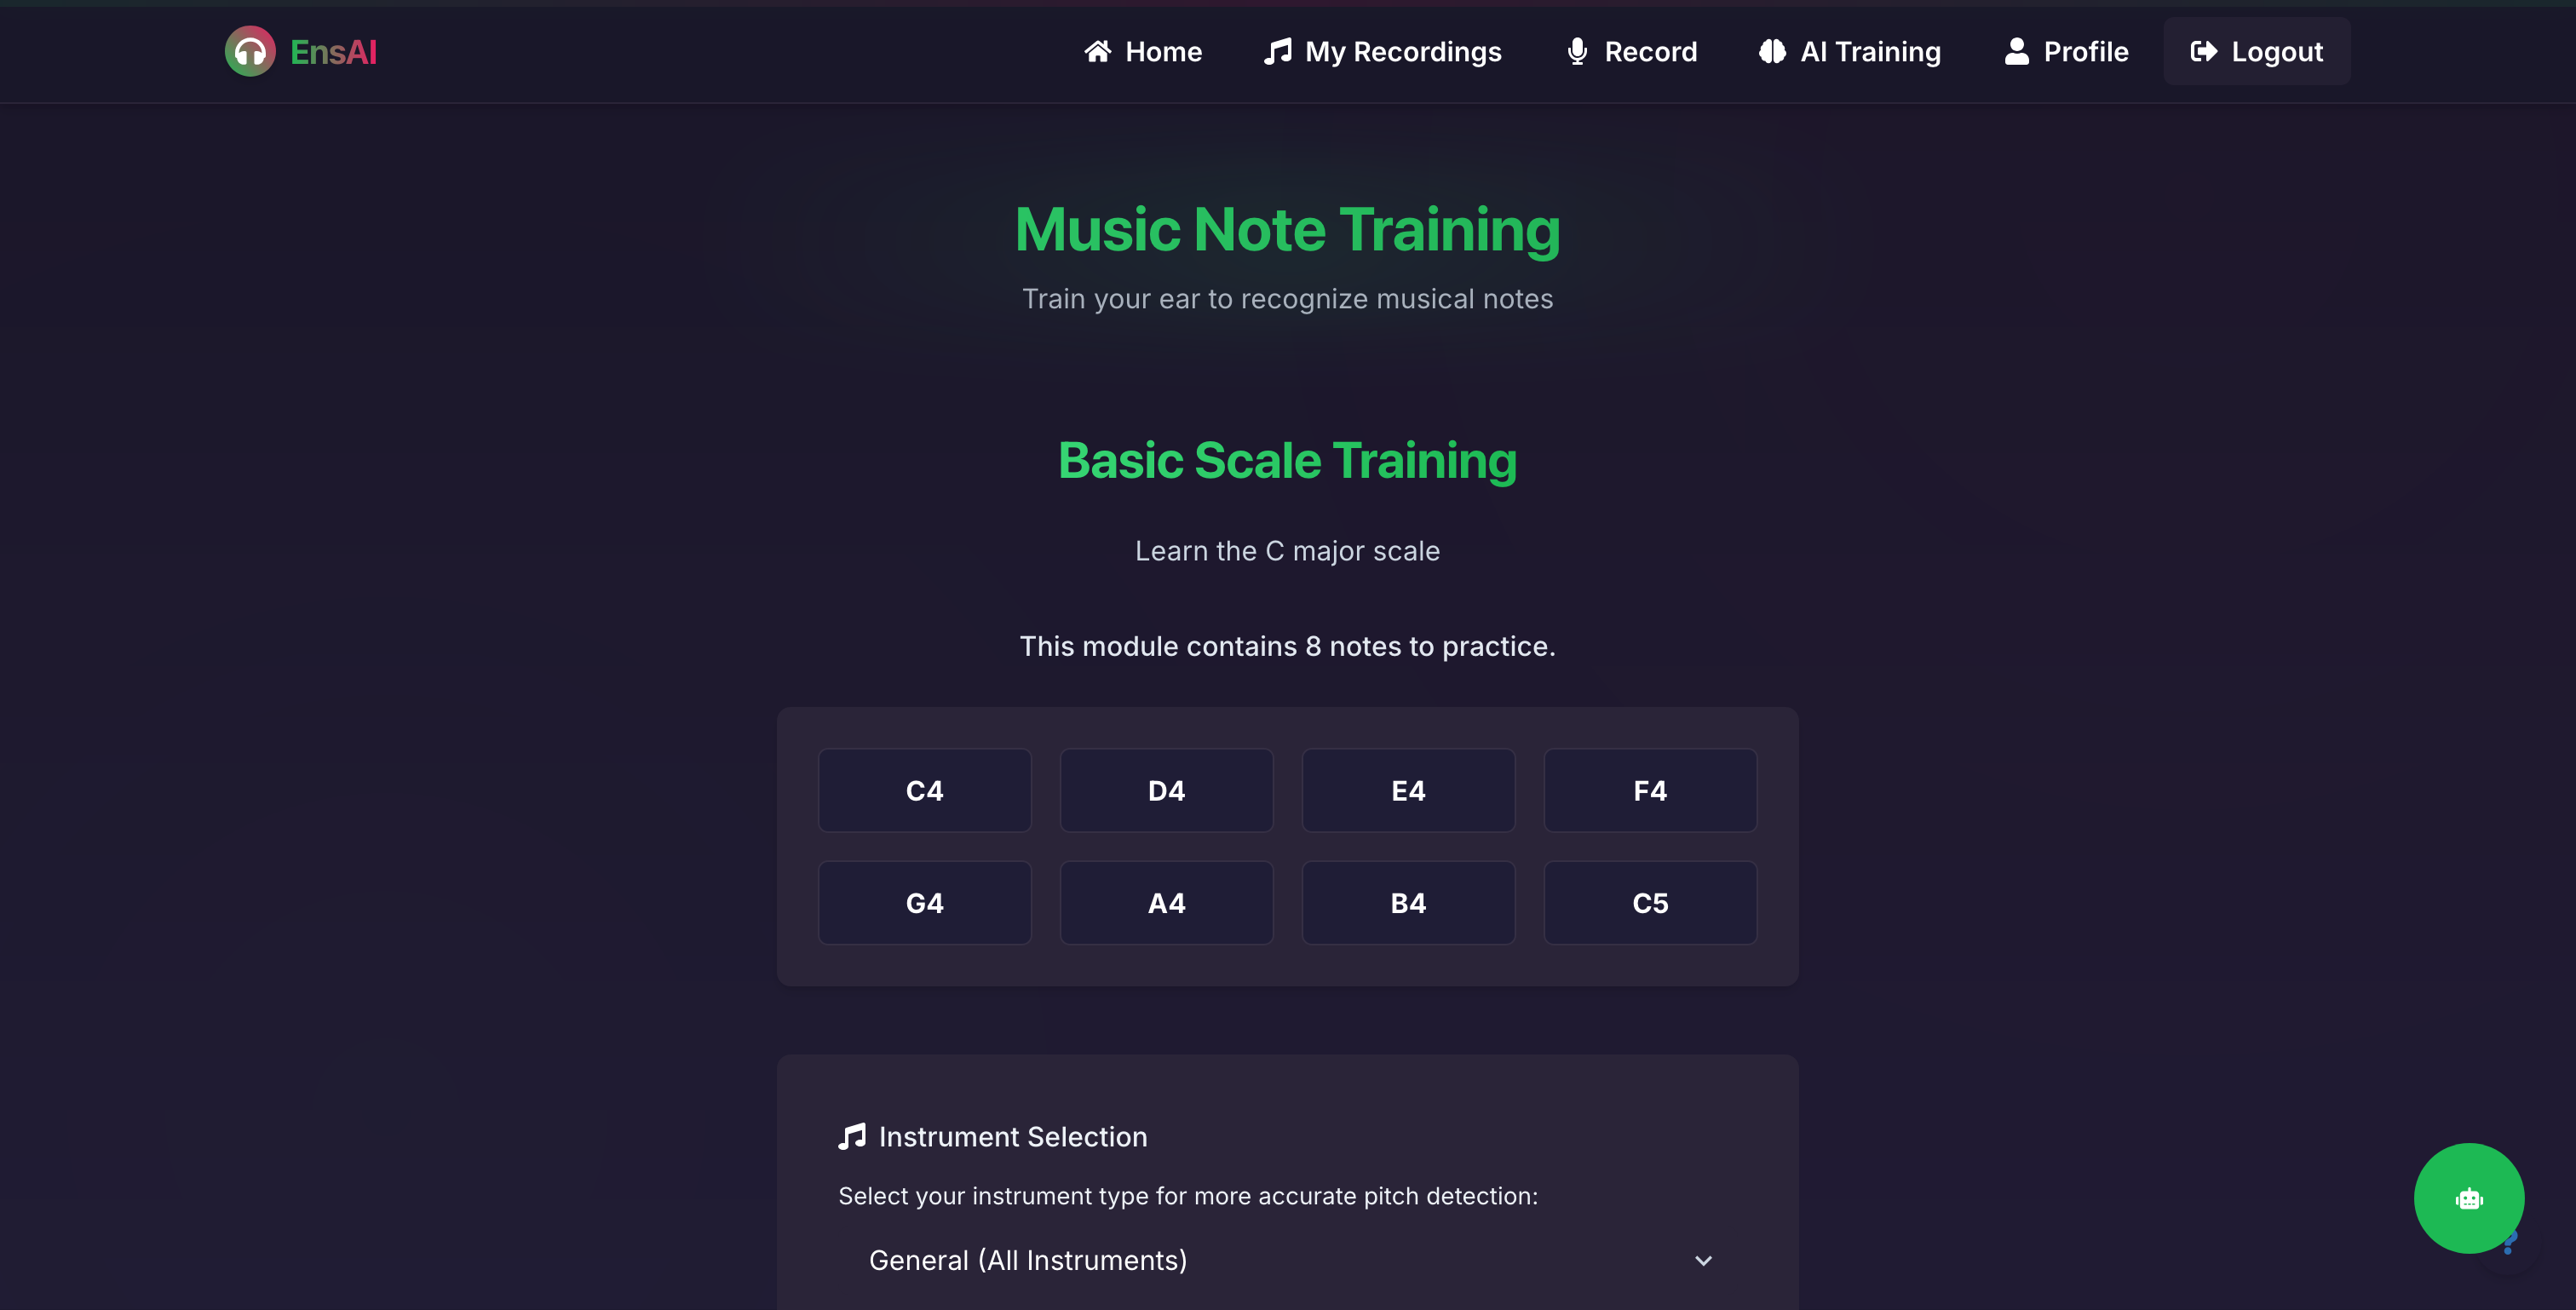 EnsAI
Home
My Recordings
Record
AI Training
Profile
Logout
Music Note Training
Train your ear to recognize musical notes
Basic Scale Training
Learn the C major scale
This module contains 8 notes to practice.
C4
D4
E4
F4
G4
A4
B4
C5
Instrument Selection
Select your instrument type for more accurate pitch detection:
General (All Instruments)
?